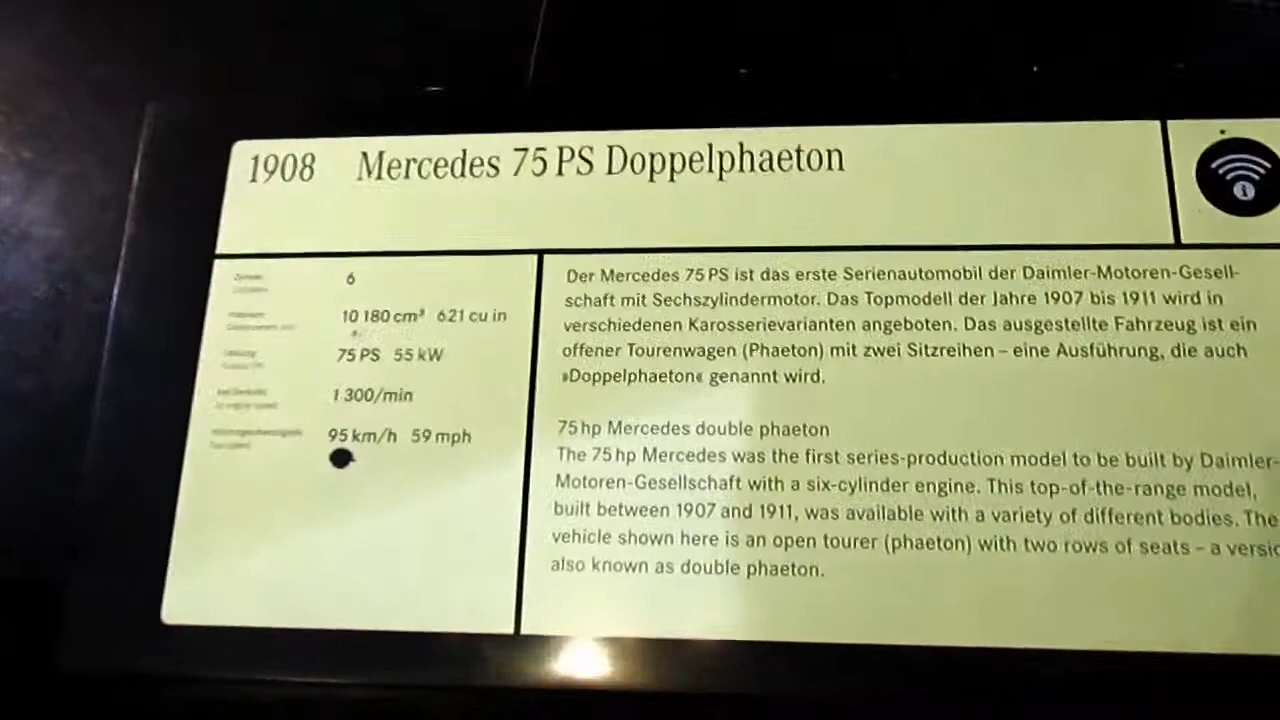 1908 Mercedes 75 PS Doppelphaeton
6
10 180 cm³ 621 cu in
75 PS 55 kW
1 300/min
95 km/h 59 mph
Der Mercedes 75 PS ist das erste Serienautomobil der Daimler-Motoren-Gesell-
schaft mit Sechszylindermotor. Das Topmodell der Jahre 1907 bis 1911 wird in
verschiedenen Karosserievarianten angeboten. Das ausgestellte Fahrzeug ist ein
offener Tourenwagen (Phaeton) mit zwei Sitzreihen – eine Ausführung, die auch
»Doppelphaeton« genannt wird.
75 hp Mercedes double phaeton
The 75 hp Mercedes was the first series-production model to be built by Daimler-
Motoren-Gesellschaft with a six-cylinder engine. This top-of-the-range model,
built between 1907 and 1911, was available with a variety of different bodies. The
vehicle shown here is an open tourer (phaeton) with two rows of seats – a versio
also known as double phaeton.